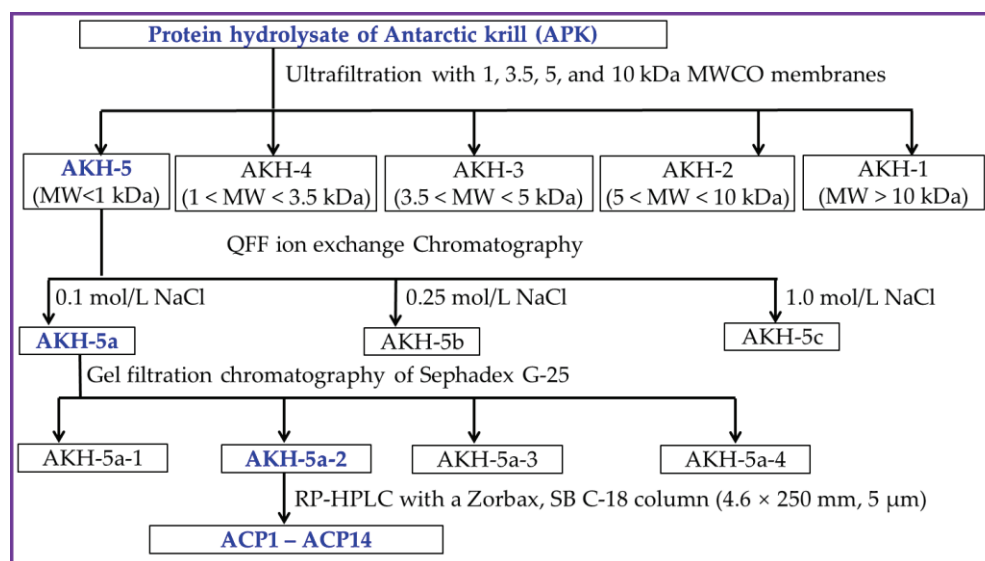 Protein hydrolysate of Antarctic krill (APK)
Ultrafiltration with 1, 3.5, 5, and 10 kDa MWCO membranes
AKH-5
(MW<1 kDa)
AKH-4
(1 < MW < 3.5 kDa)
AKH-3
(3.5 < MW < 5 kDa)
AKH-2
(5 < MW < 10 kDa)
AKH-1
(MW > 10 kDa)
QFF ion exchange Chromatography
0.1 mol/L NaCl
0.25 mol/L NaCl
1.0 mol/L NaCl
AKH-5a
AKH-5b
AKH-5c
Gel filtration chromatography of Sephadex G-25
AKH-5a-1
AKH-5a-2
AKH-5a-3
AKH-5a-4
RP-HPLC with a Zorbax, SB C-18 column (4.6 × 250 mm, 5 μm)
ACP1 – ACP14